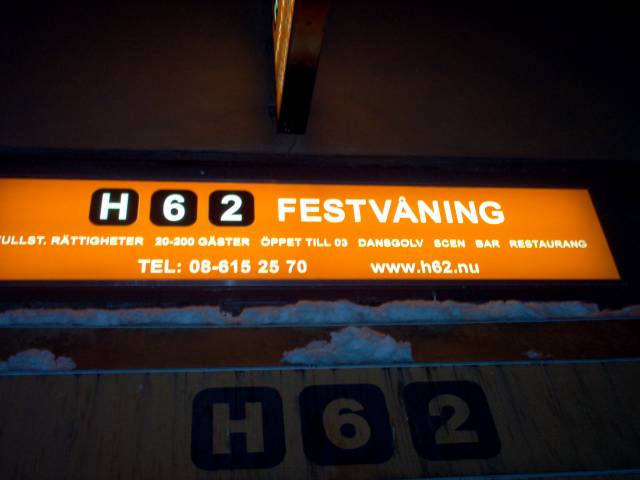 H 6 2 FESTVÅNING
FULLST. RÄTTIGHETER 20-200 GÄSTER ÖPPET TILL 03 DANSGOLV SCEN BAR RESTAURANG
TEL: 08-615 25 70 www.h62.nu
H 6 2